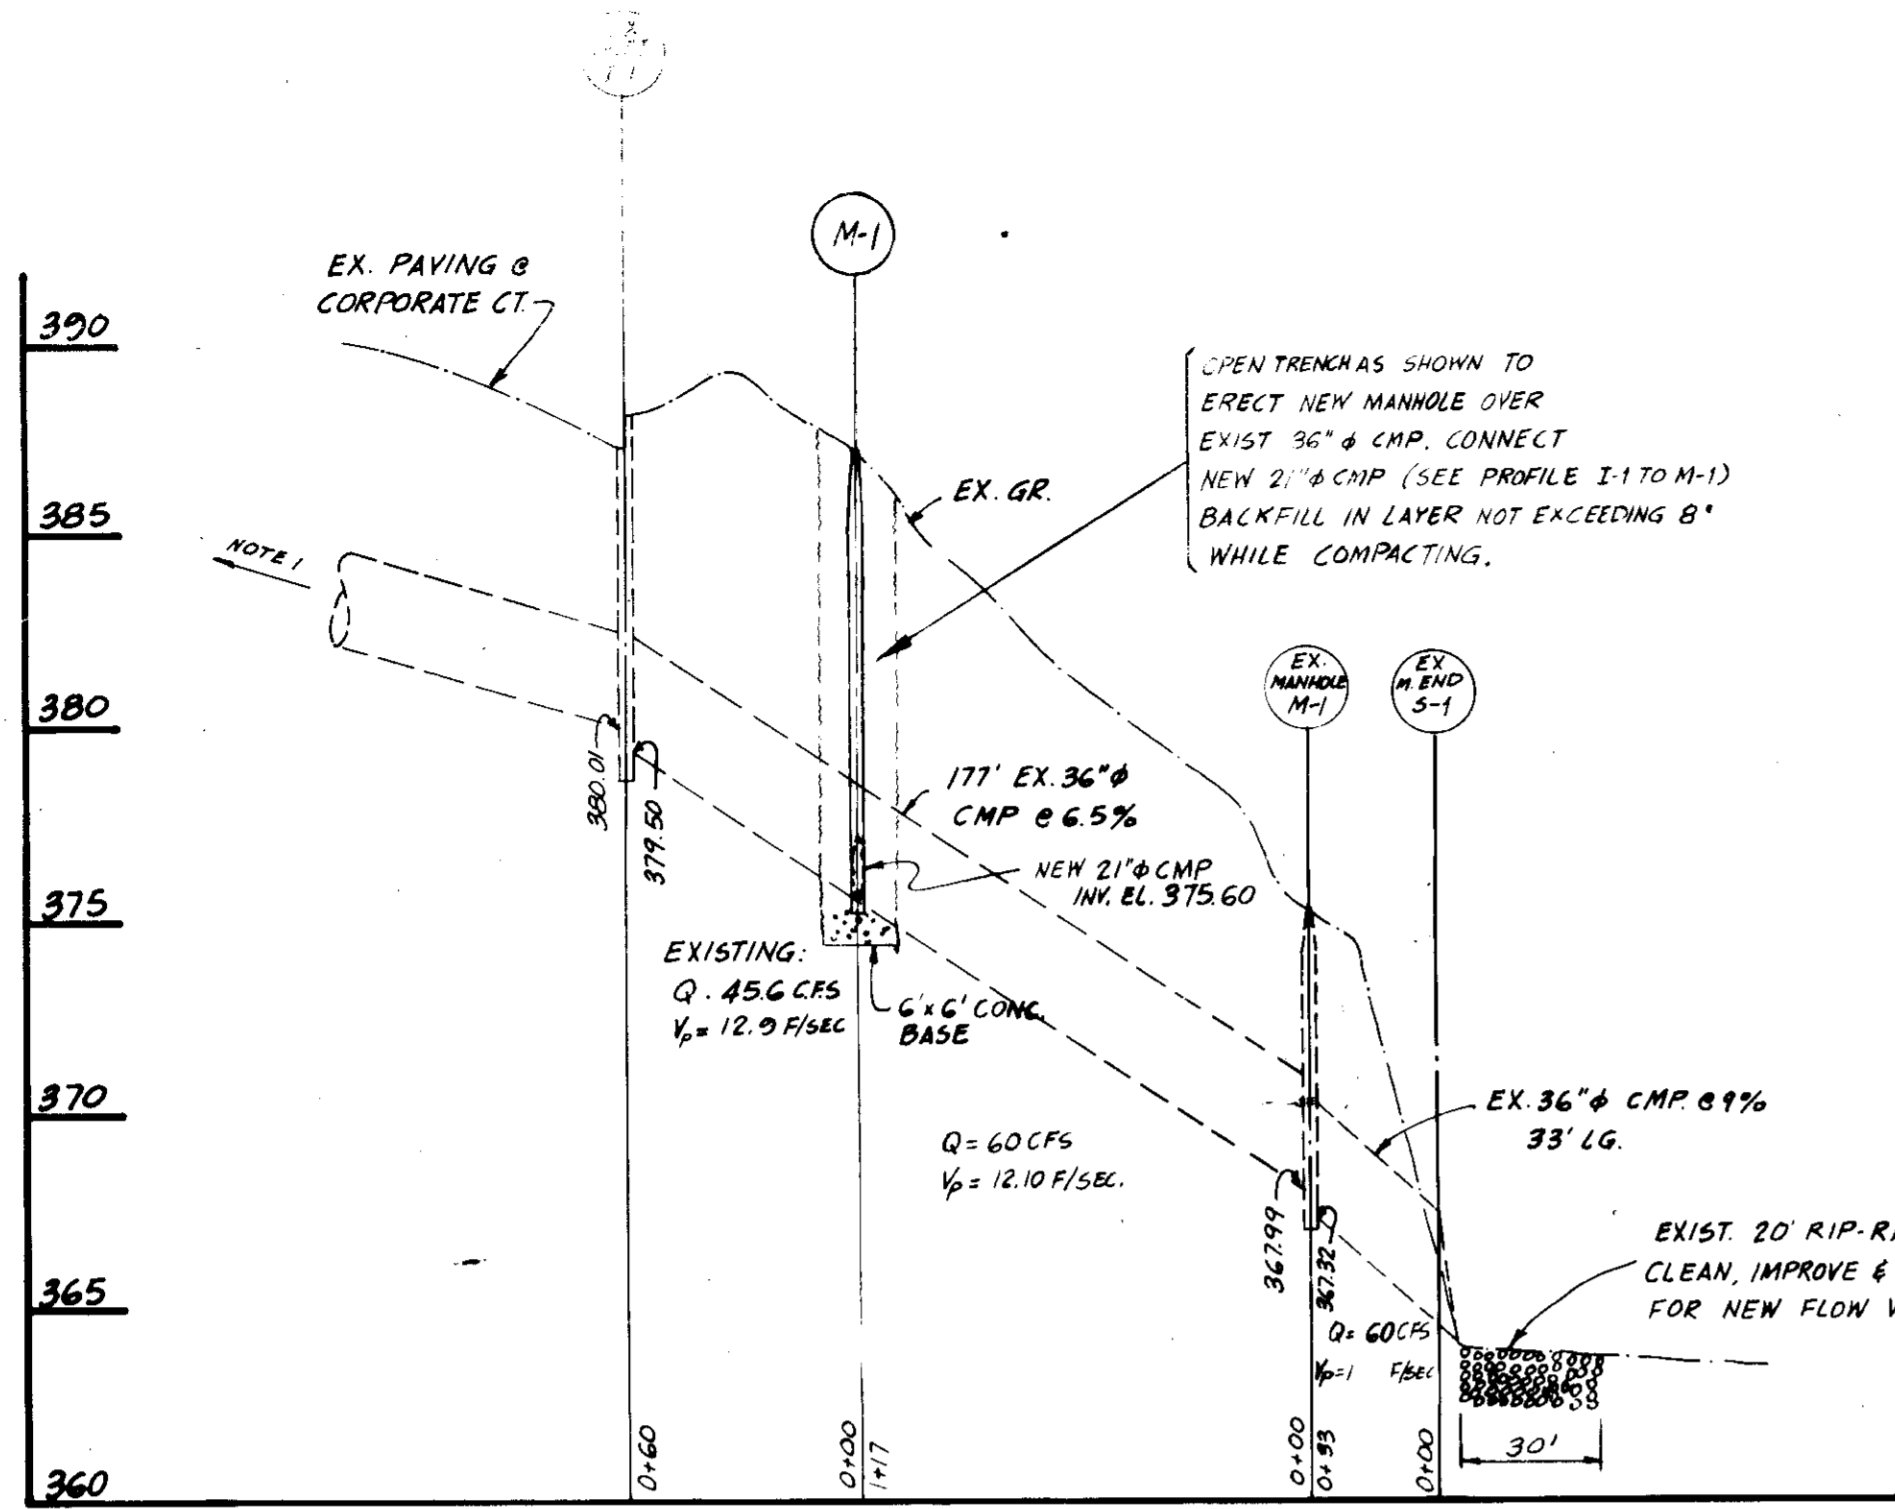 EX. PAVING @
CORPORATE CT.
M-1
390
385
380
375
370
365
360
NOTE 1
OPEN TRENCH AS SHOWN TO
ERECT NEW MANHOLE OVER
EXIST 36" ϕ CMP. CONNECT
NEW 21" ϕ CMP (SEE PROFILE I-1 TO M-1)
BACKFILL IN LAYER NOT EXCEEDING 8"
WHILE COMPACTING.
EX. GR.
EX.
MANHOLE
M-1
EX
M. END
S-1
380.01
379.50
177' EX. 36" ϕ
CMP @ 6.5%
NEW 21" ϕ CMP
INV. EL. 375.60
EXISTING:
Q. 45.6 C.F.S
Vp = 12.9 F/SEC
6'x6' CONC.
BASE
Q = 60 CFS
Vp = 12.10 F/SEC.
EX. 36" ϕ CMP. @ 9%
33' LG.
367.99
367.32
EXIST. 20' RIP-RA
CLEAN, IMPROVE &
FOR NEW FLOW
Q = 60 CFS
Vp=1 F/SEC
30'
0+60
0+00
1+17
0+00
0+33
0+00